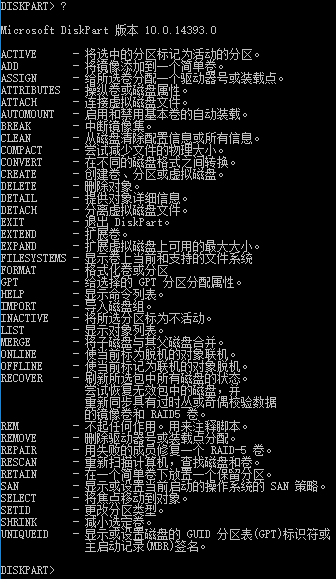 DISKPART> ?
Microsoft DiskPart 版本 10.0.14393.0
ACTIVE - 将选中的分区标记为活动的分区。
ADD - 将镜像添加到一个简单卷。
ASSIGN - 给所选卷分配一个驱动器号或装载点。
ATTRIBUTES - 操纵卷或磁盘属性。
ATTACH - 连接虚拟磁盘文件。
AUTOMOUNT - 启用和禁用基本卷的自动装载。
BREAK - 中断镜像集。
CLEAN - 从磁盘清除配置信息或所有信息。
COMPACT - 尝试减少文件的物理大小。
CONVERT - 在不同的磁盘格式之间转换。
CREATE - 创建卷、分区或虚拟磁盘。
DELETE - 删除对象。
DETAIL - 提供对象详细信息。
DETACH - 分离虚拟磁盘文件。
EXIT - 退出 DiskPart。
EXTEND - 扩展卷。
EXPAND - 扩展虚拟磁盘上可用的最大大小。
FILESYSTEMS - 显示卷上当前和支持的文件系统
FORMAT - 格式化卷或分区
GPT - 给选择的 GPT 分区分配属性。
HELP - 显示命令列表。
IMPORT - 导入磁盘组。
INACTIVE - 将所选分区标为不活动。
LIST - 显示对象列表。
MERGE - 将子磁盘与其父磁盘合并。
ONLINE - 使当前标为脱机的对象联机。
OFFLINE - 使当前标记为联机的对象脱机。
RECOVER - 刷新所选包中所有磁盘的状态。
尝试恢复无效包中的磁盘，并
重新同步具有过时丛或奇偶校验数据
的镜像卷和 RAID5 卷。
REM - 不起任何作用。用来注释脚本。
REMOVE - 删除驱动器号或装载点分配。
REPAIR - 用失败的成员修复一个 RAID-5 卷。
RESCAN - 重新扫描计算机，查找磁盘和卷。
RETAIN - 在一个简单卷下放置一个保留分区。
SAN - 显示或设置当前启动的操作系统的 SAN 策略。
SELECT - 将焦点移动到对象。
SETID - 更改分区类型。
SHRINK - 减小选定卷。
UNIQUEID - 显示或设置磁盘的 GUID 分区表(GPT)标识符或
主启动记录(MBR)签名。
DISKPART>